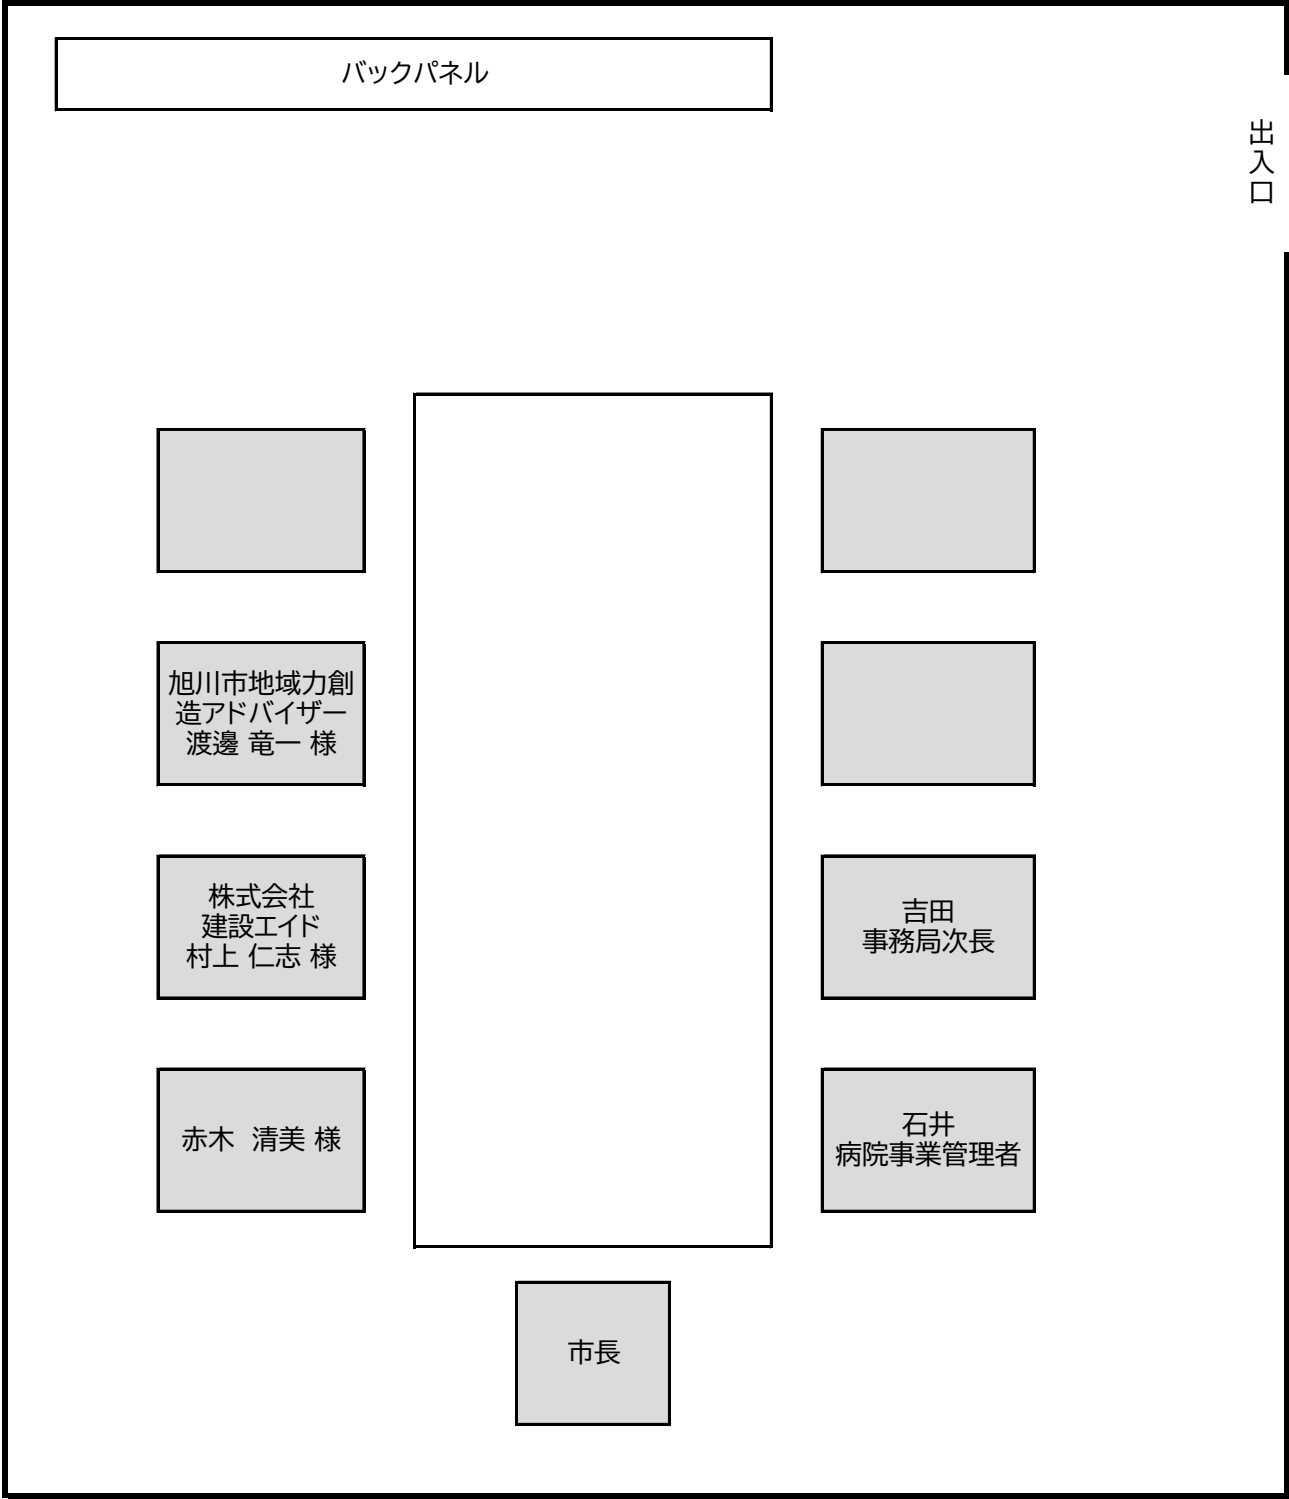 バックパネル
出入口
旭川市地域力創
造アドバイザー
渡邊 竜一 様
株式会社
建設エイド
村上 仁志 様
吉田
事務局次長
赤木 清美 様
石井
病院事業管理者
市長